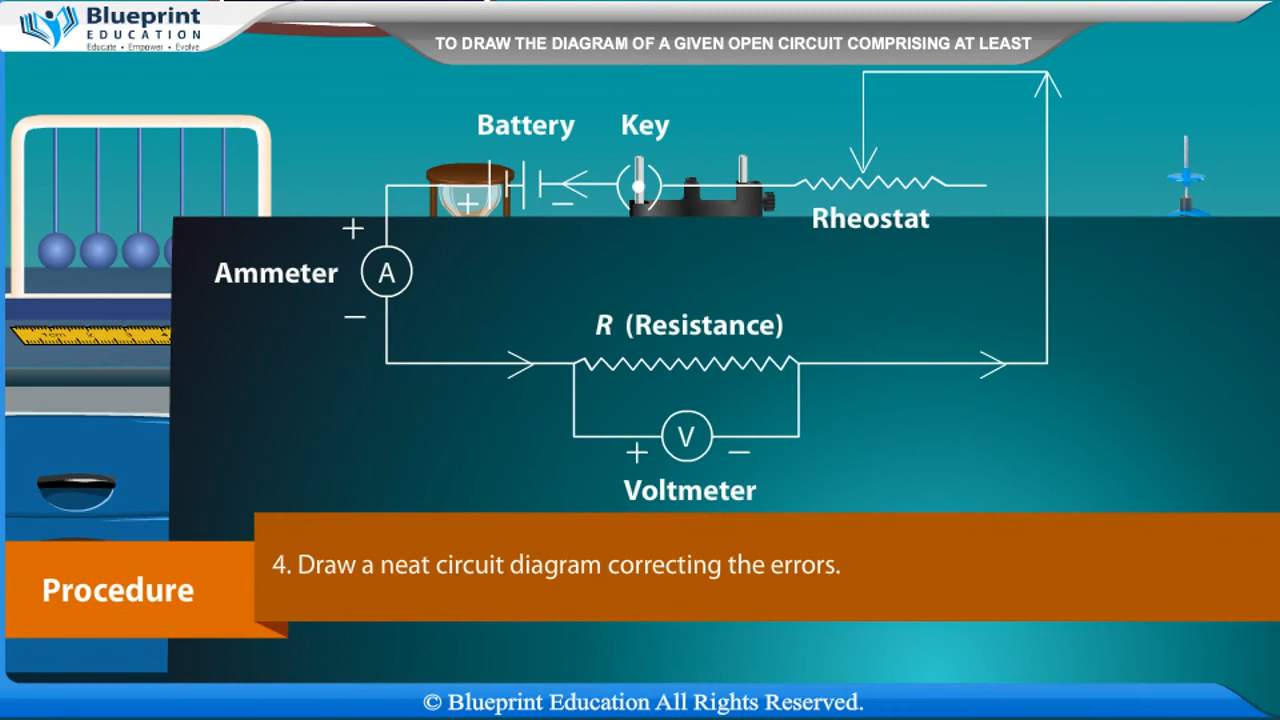 Blueprint
EDUCATION
Educate • Empower • Evolve
TO DRAW THE DIAGRAM OF A GIVEN OPEN CIRCUIT COMPRISING AT LEAST
Battery
Key
+
−
Rheostat
+
Ammeter
A
−
R (Resistance)
V
+
−
Voltmeter
4. Draw a neat circuit diagram correcting the errors.
Procedure
© Blueprint Education All Rights Reserved.